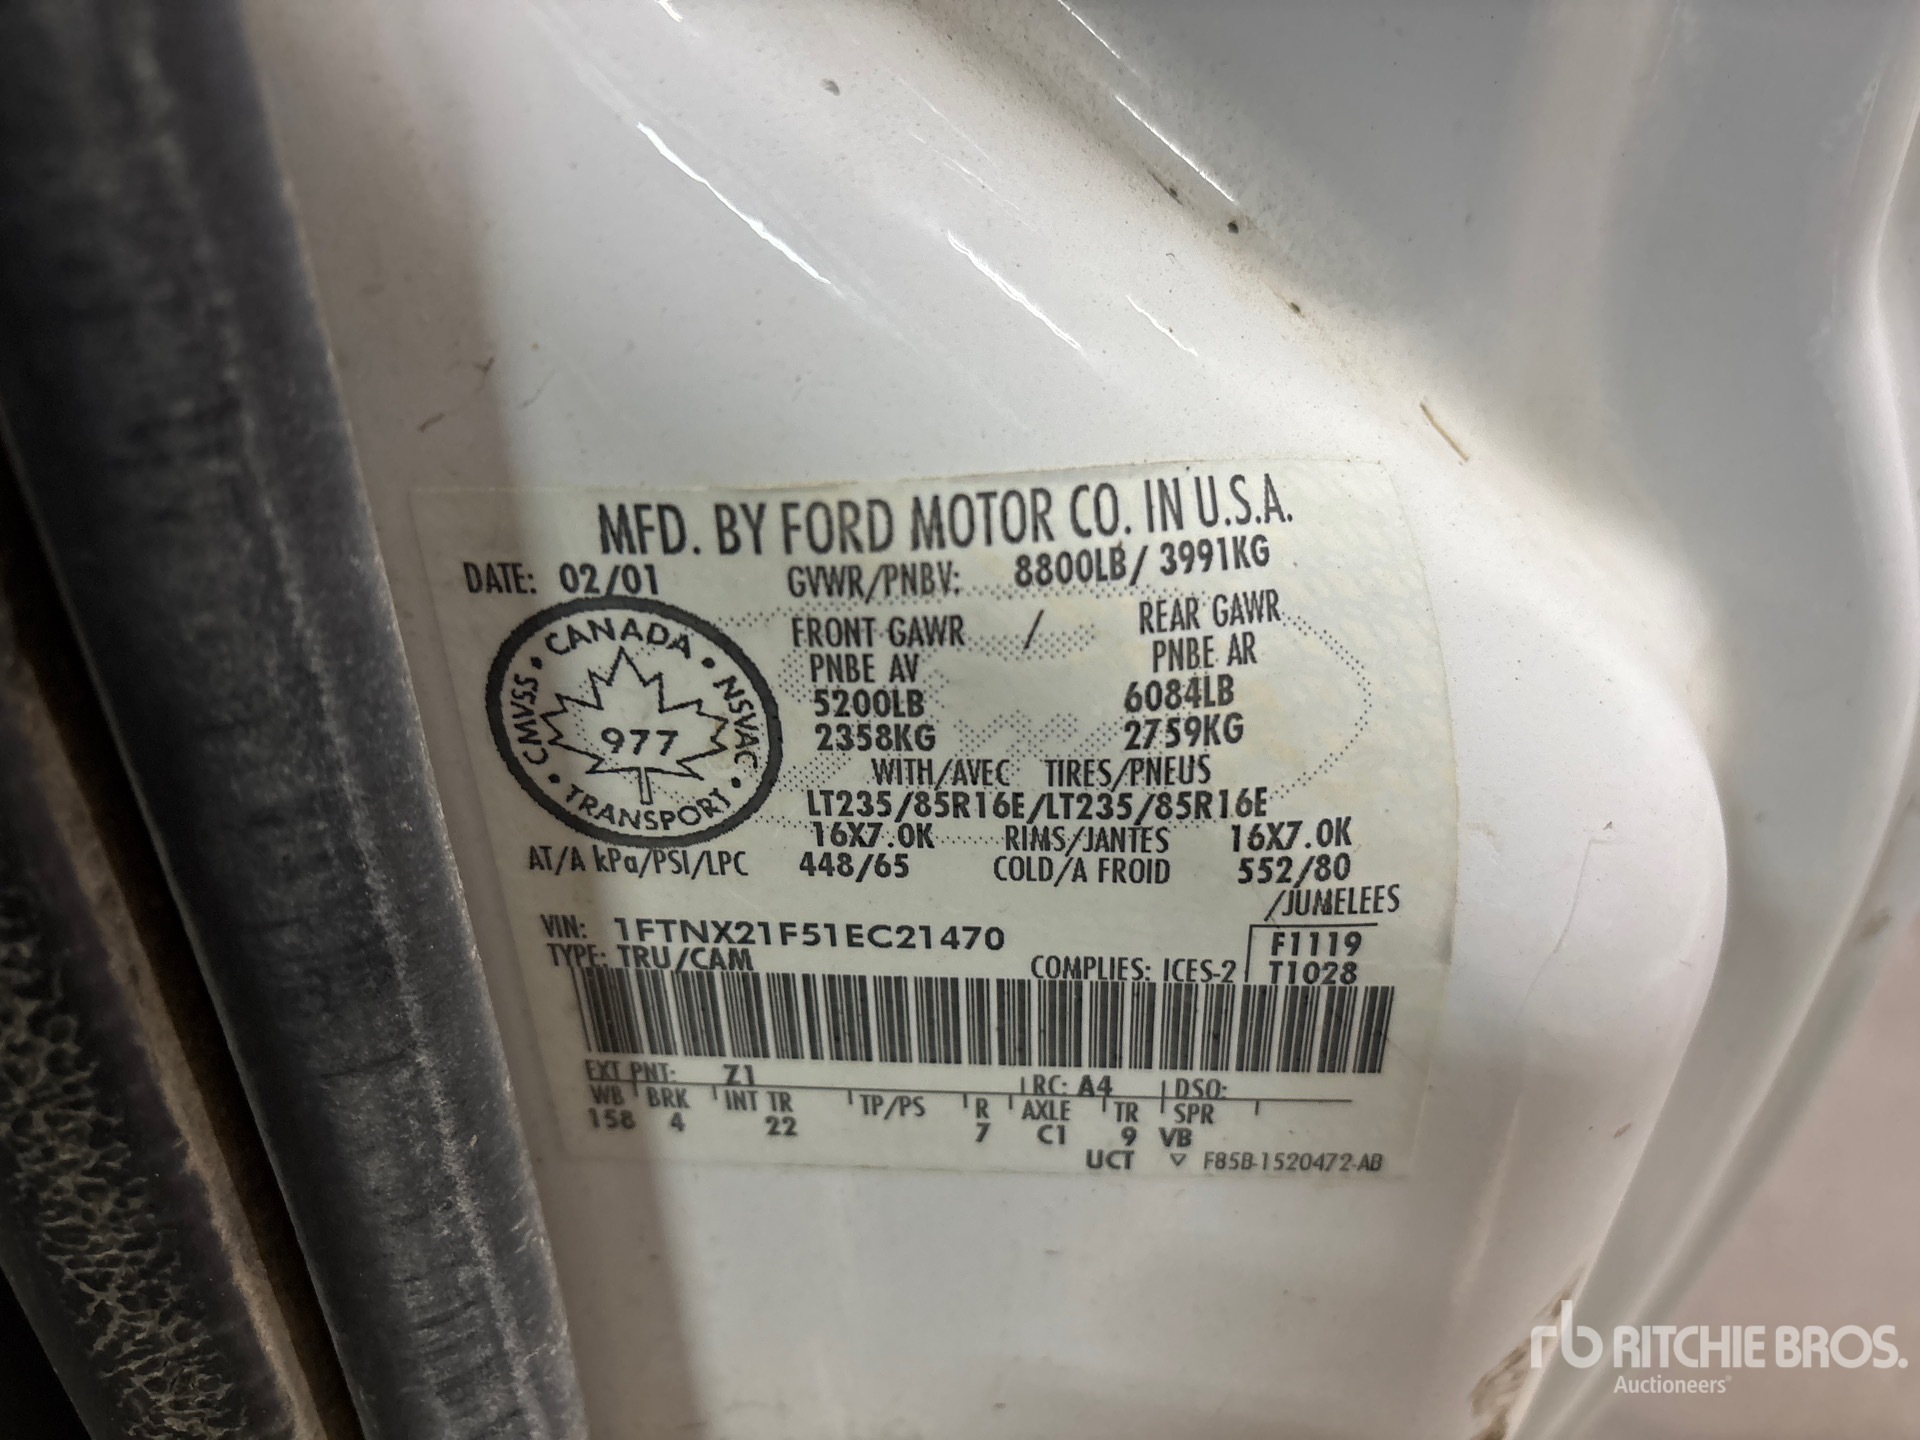 MFD. BY FORD MOTOR CO. IN U.S.A.
DATE: 02/01 GVWR/PNBV: 8800LB/ 3991KG
FRONT GAWR / REAR GAWR
PNBE AV PNBE AR
5200LB 6084LB
2358KG 2759KG
WITH/AVEC TIRES/PNEUS
LT235/85R16E/LT235/85R16E
16X7.0K RIMS/JANTES 16X7.0K
AT/A kPa/PSI/LPC 448/65 COLD/A FROID 552/80
/JUMELEES
CANADA • NSVAC • TRANSPORT • CMVSS •
977
VIN: 1FTNX21F51EC21470 F1119
TYPE: TRU/CAM COMPLIES: ICES-2 T1028
EXT PNT: Z1 RC: A4 DSO:
WB BRK INT TR TP/PS R AXLE TR SPR
158 4 22 7 C1 9 VB
UCT ▽ F85B-1520472-AB
rb RITCHIE BROS.
Auctioneers